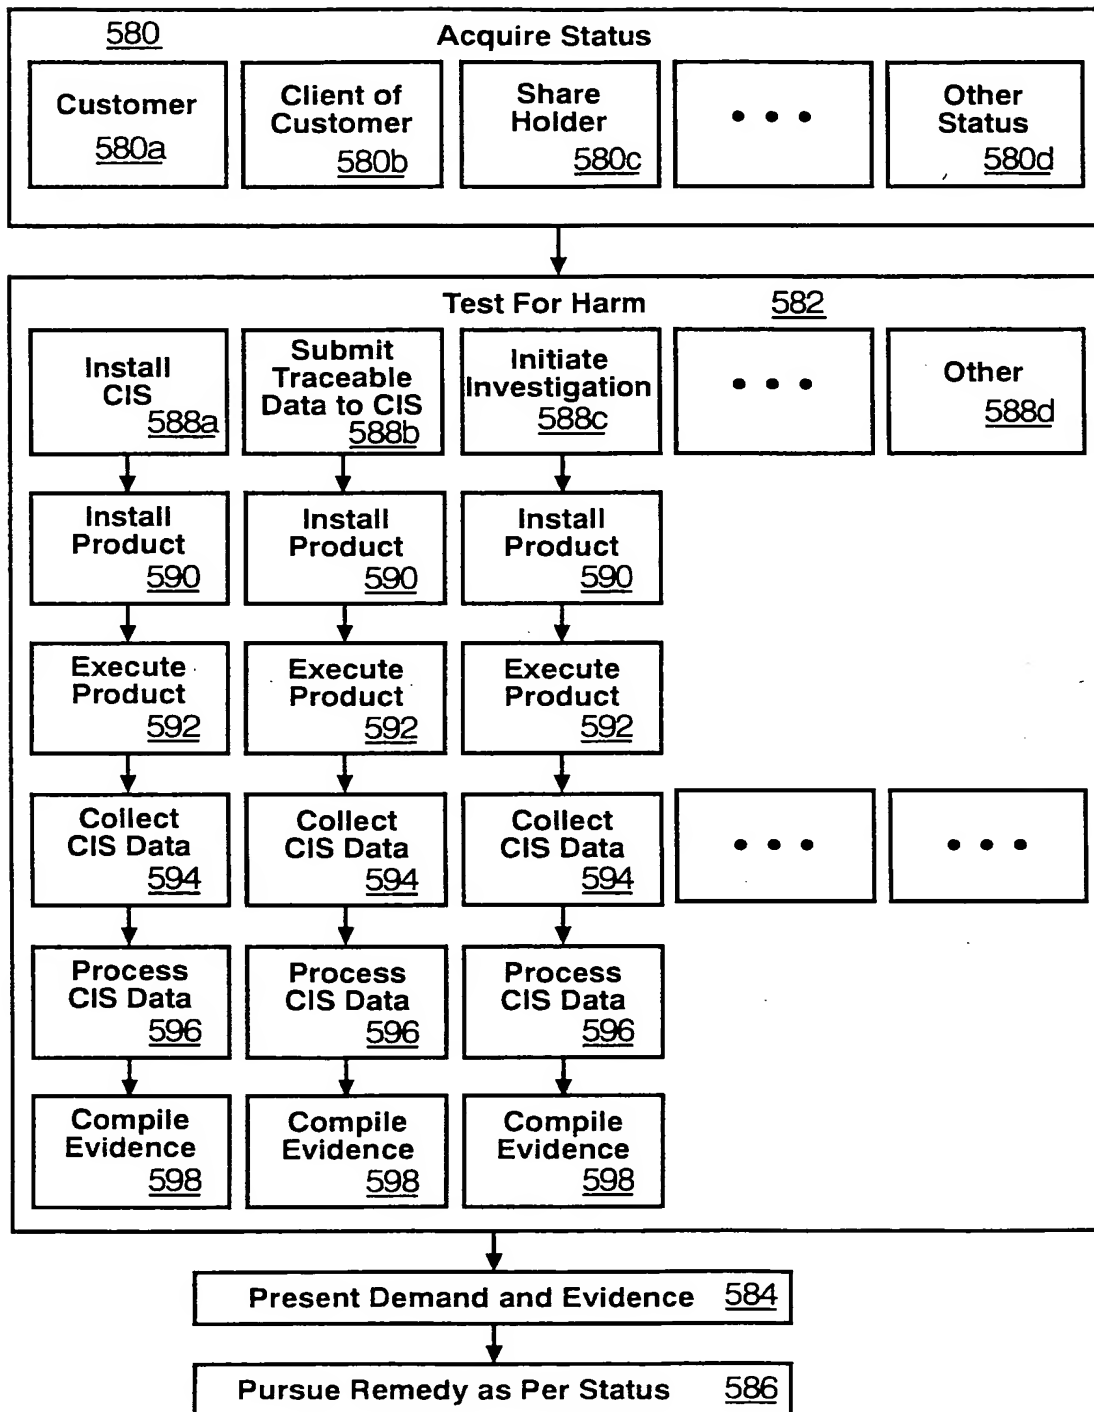 580 Acquire Status
Customer
580a
Client of
Customer
580b
Share
Holder
580c
• • •
Other
Status
580d
Test For Harm 582
Install
CIS
588a
Submit
Traceable
Data to CIS
588b
Initiate
Investigation
588c
• • •
Other
588d
Install
Product
590
Install
Product
590
Install
Product
590
Execute
Product
592
Execute
Product
592
Execute
Product
592
Collect
CIS Data
594
Collect
CIS Data
594
Collect
CIS Data
594
• • •
• • •
Process
CIS Data
596
Process
CIS Data
596
Process
CIS Data
596
Compile
Evidence
598
Compile
Evidence
598
Compile
Evidence
598
Present Demand and Evidence 584
Pursue Remedy as Per Status 586